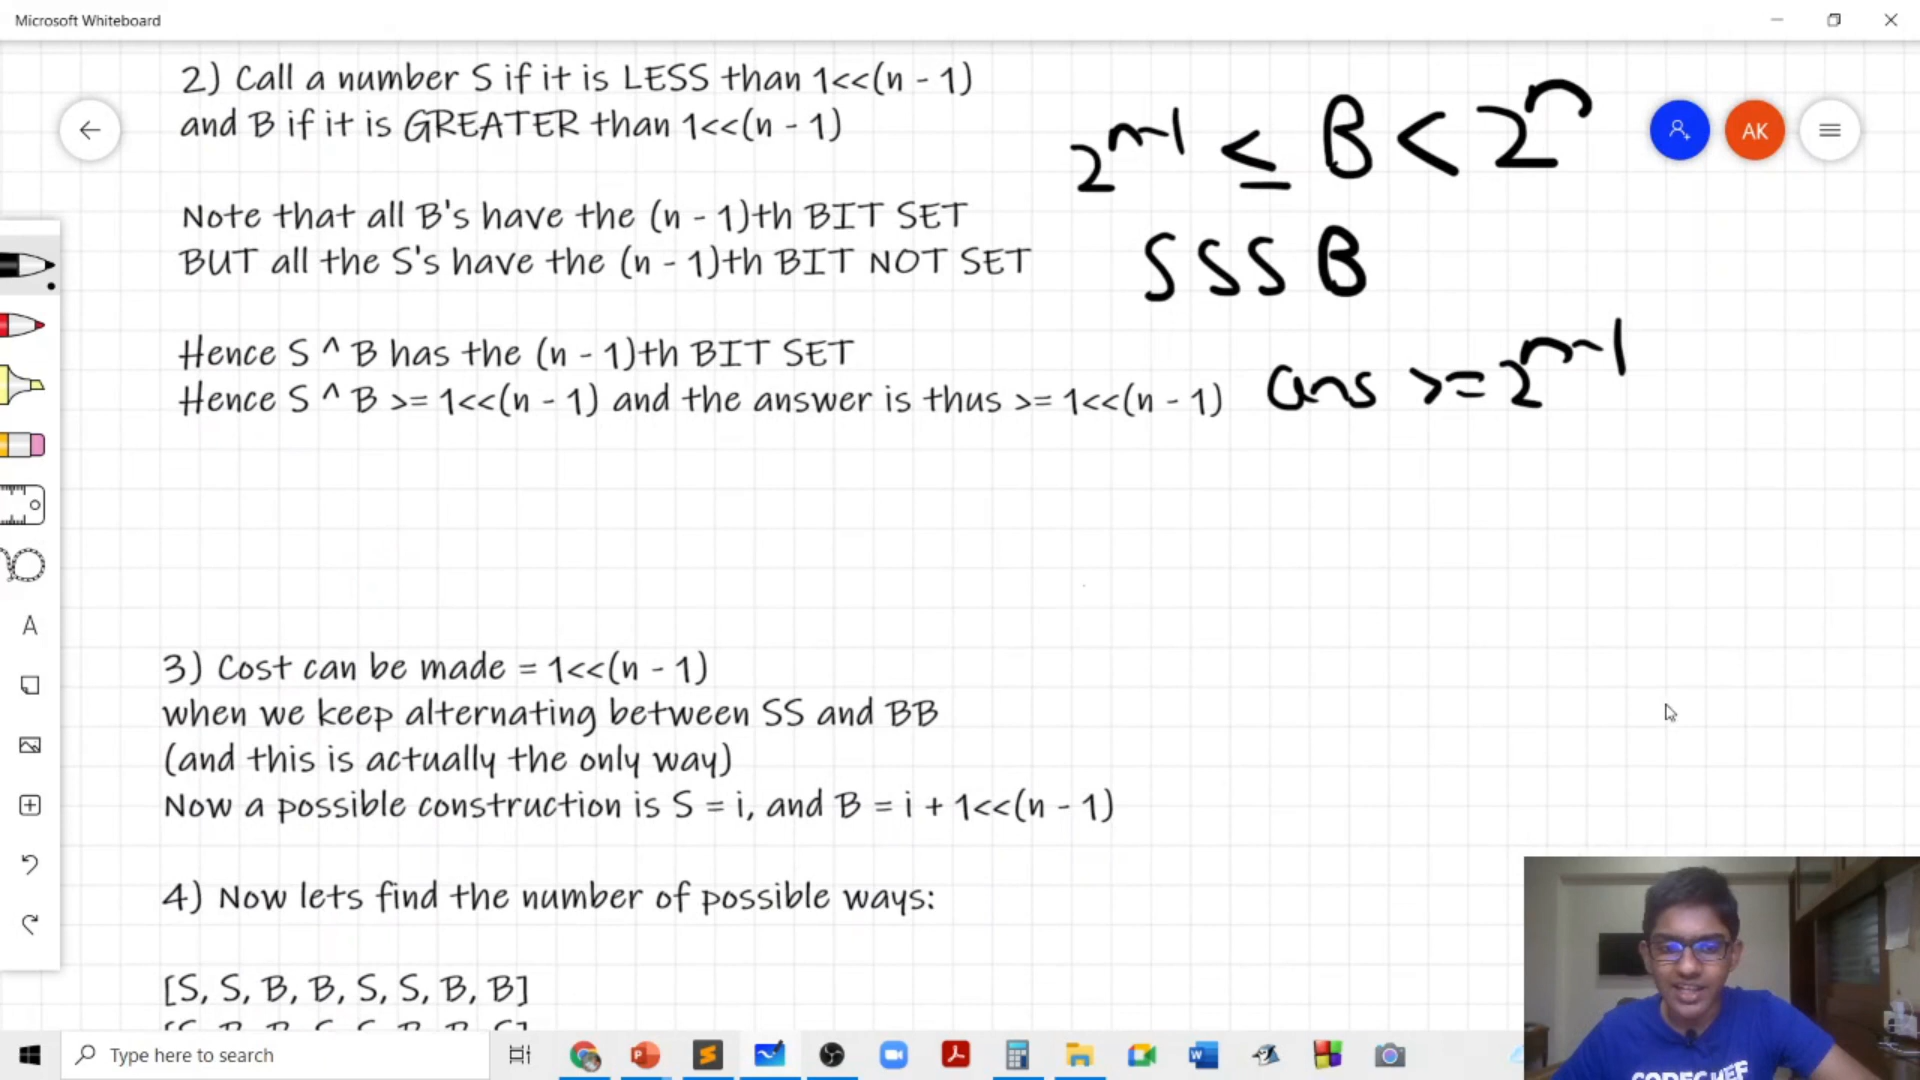 Microsoft Whiteboard
2) Call a number S if it is LESS than 1<<(n - 1)
and B if it is GREATER than 1<<(n - 1)
Note that all B's have the (n - 1)th BIT SET
BUT all the S's have the (n - 1)th BIT NOT SET
Hence S ^ B has the (n - 1)th BIT SET
Hence S ^ B >= 1<<(n - 1) and the answer is thus >= 1<<(n - 1)
2^n-1 ≤ B < 2^n
S S S B
ans >= 2^n-1
AK
3) Cost can be made = 1<<(n - 1)
when we keep alternating between SS and BB
(and this is actually the only way)
Now a possible construction is S = i, and B = i + 1<<(n - 1)
4) Now lets find the number of possible ways:
[S, S, B, B, S, S, B, B]
[S, B, B, S, S, B, B, S]
Type here to search
CODECHEF